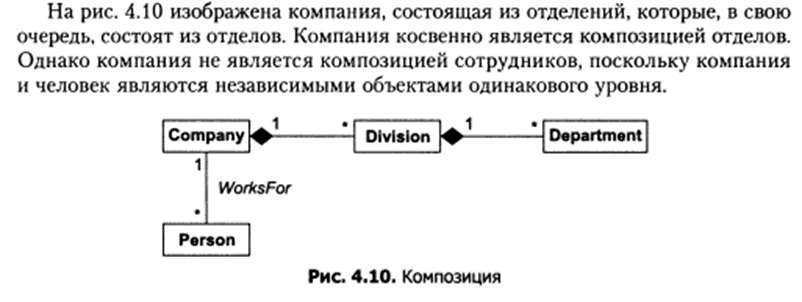 На рис. 4.10 изображена компания, состоящая из отделений, которые, в свою
очередь, состоят из отделов. Компания косвенно является композицией отделов.
Однако компания не является композицией сотрудников, поскольку компания
и человек являются независимыми объектами одинакового уровня.
Company 1 * Division 1 * Department
1
WorksFor
*
Person
Рис. 4.10. Композиция